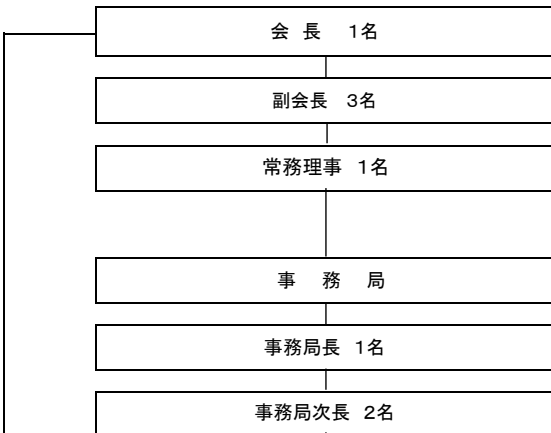 会 長　１名
副会長　３名
常務理事　１名
事　務　局
事務局長　１名
事務局次長　２名